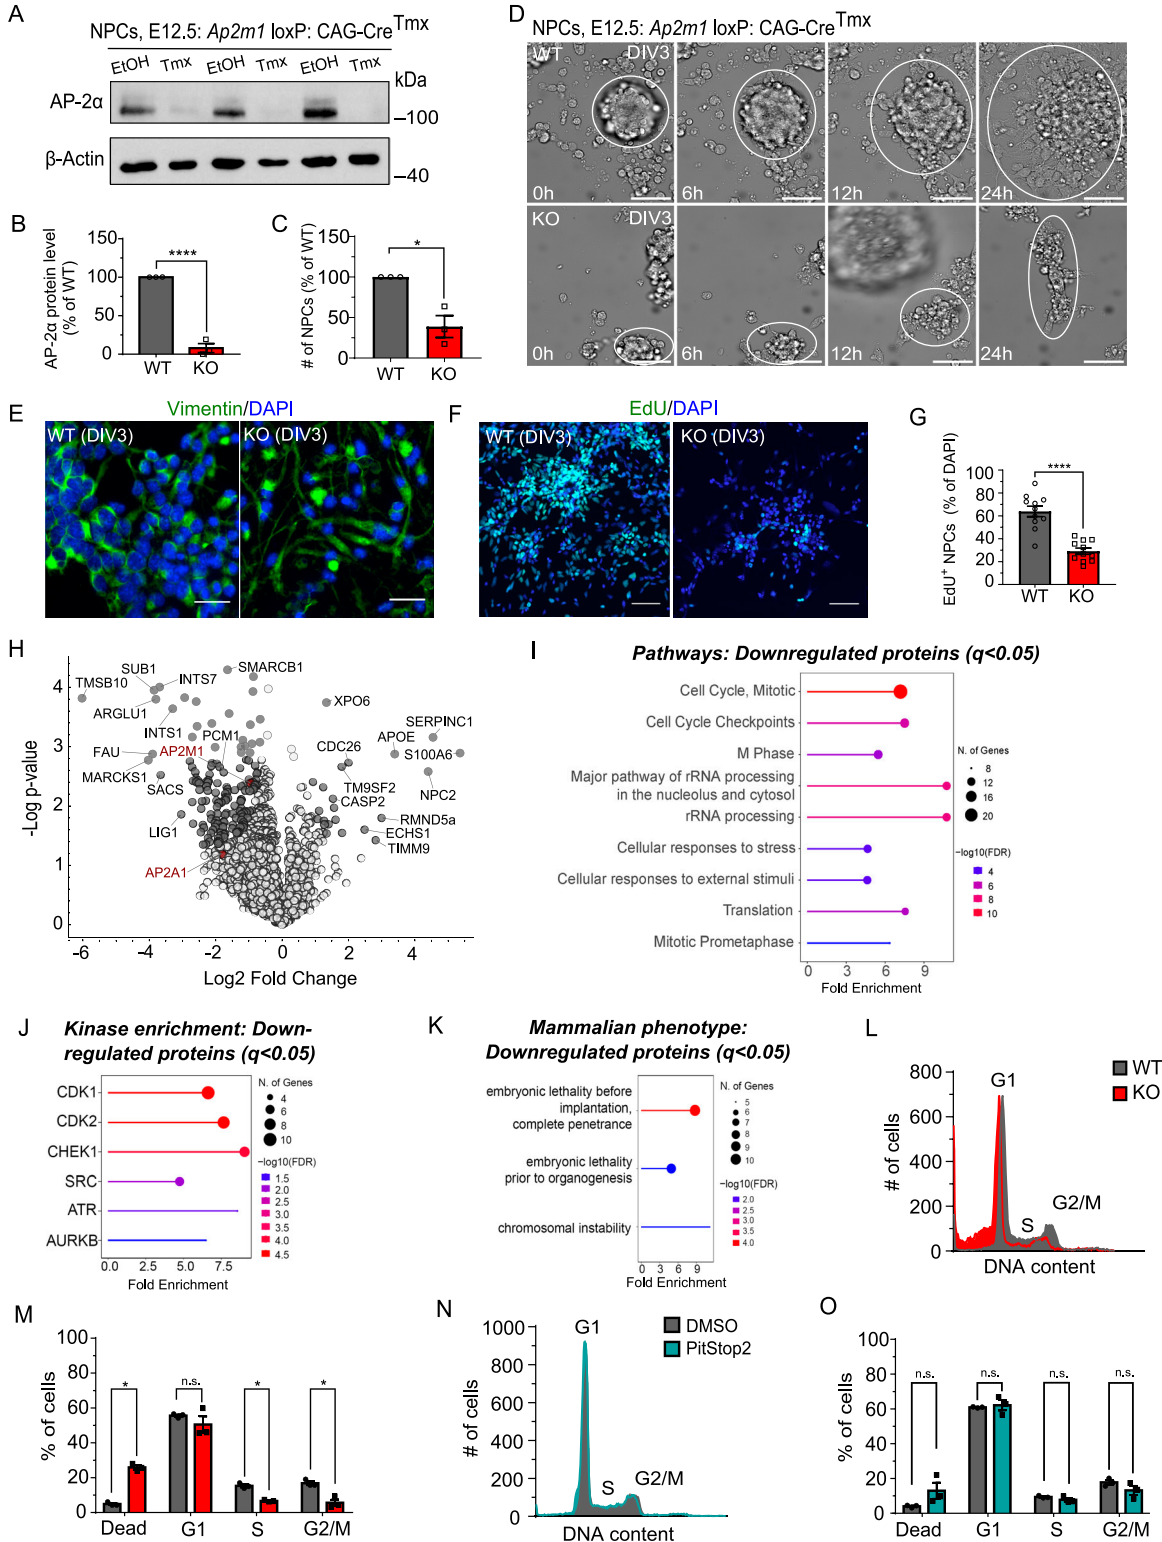 A
NPCs, E12.5: Ap2m1 loxP: CAG-CreTmx
EtOH Tmx EtOH Tmx EtOH Tmx
kDa
AP-2α
–100
β-Actin
–40
B
AP-2α protein level
(% of WT)
150
100
50
0
****
WT KO
C
# of NPCs (% of WT)
150
100
50
0
*
WT KO
D
NPCs, E12.5: Ap2m1 loxP: CAG-CreTmx
WT DIV3
0h 6h 12h 24h
KO DIV3
0h 6h 12h 24h
E
Vimentin/DAPI
WT (DIV3) KO (DIV3)
F
EdU/DAPI
WT (DIV3) KO (DIV3)
G
EdU+ NPCs (% of DAPI)
100
80
60
40
30
10
0
****
WT KO
H
-Log p-value
4
3
2
1
0
SMARCB1
SUB1
INTS7
TMSB10
ARGLU1
XPO6
INTS1
SERPINC1
PCM1
APOE
FAU
AP2M1
CDC26
S100A6
MARCKS1
TM9SF2
SACS
CASP2
NPC2
LIG1
RMND5a
ECHS1
TIMM9
AP2A1
−6 −4 −2 0 2 4
Log2 Fold Change
I
Pathways: Downregulated proteins (q<0.05)
Cell Cycle, Mitotic
Cell Cycle Checkpoints
M Phase
Major pathway of rRNA processing
in the nucleolus and cytosol
rRNA processing
Cellular responses to stress
Cellular responses to external stimuli
Translation
Mitotic Prometaphase
0 3 6 9
Fold Enrichment
N. of Genes
8
12
16
20
−log10(FDR)
4
6
8
10
J
Kinase enrichment: Down-
regulated proteins (q<0.05)
CDK1
CDK2
CHEK1
SRC
ATR
AURKB
0.0 2.5 5.0 7.5
Fold Enrichment
N. of Genes
4
6
8
10
−log10(FDR)
1.5
2.0
2.5
3.0
3.5
4.0
4.5
K
Mammalian phenotype:
Downregulated proteins (q<0.05)
embryonic lethality before
implantation,
complete penetrance
embryonic lethality
prior to organogenesis
chromosomal instability
0 3 6 9
Fold Enrichment
N. of Genes
5
6
7
8
9
10
−log10(FDR)
2.0
2.5
3.0
3.5
4.0
L
# of cells
800
600
400
200
0
G1
S
G2/M
WT
KO
DNA content
M
% of cells
100
80
60
40
20
0
* n.s. * *
Dead G1 S G2/M
N
# of cells
1000
800
600
400
200
0
G1
S
G2/M
DMSO
PitStop2
DNA content
O
% of cells
100
80
60
40
20
0
n.s. n.s. n.s. n.s.
Dead G1 S G2/M